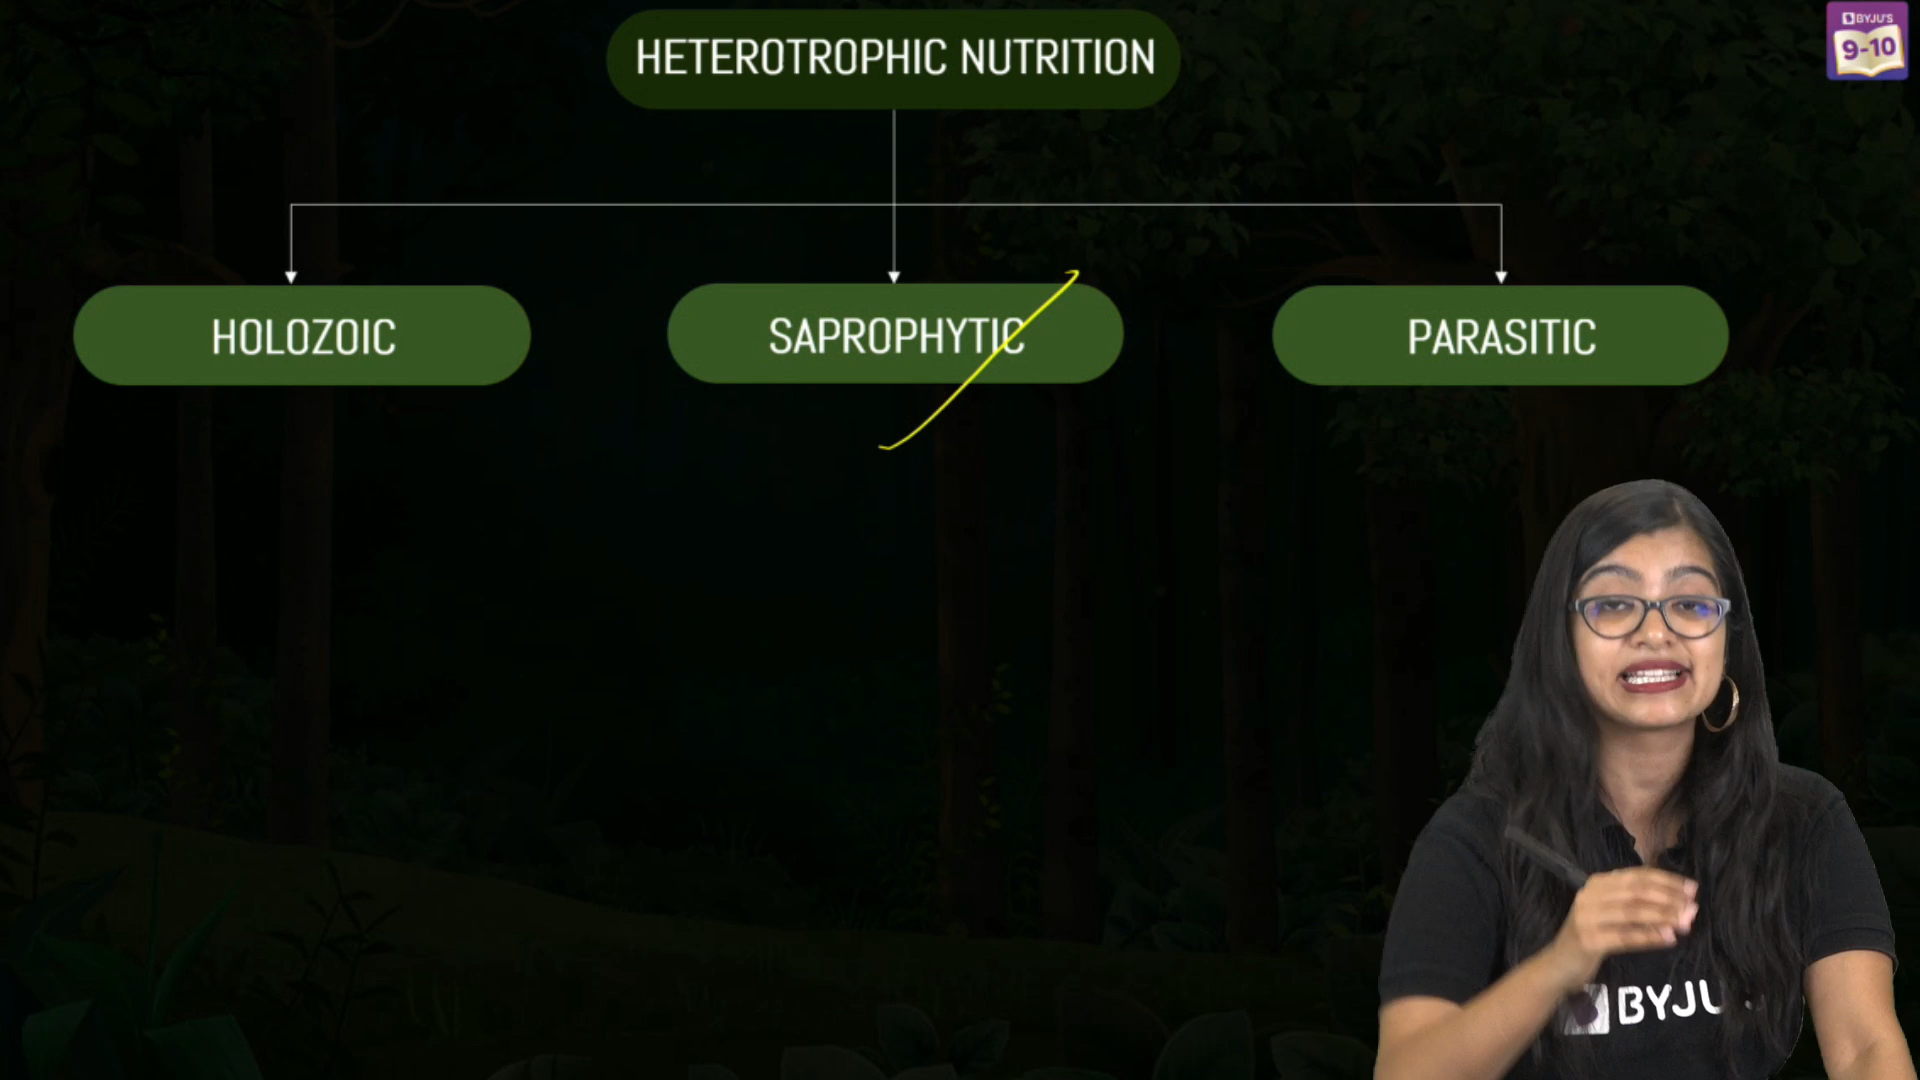 HETEROTROPHIC NUTRITION
BYJU'S
9-10
HOLOZOIC
SAPROPHYTIC
PARASITIC
BYJU